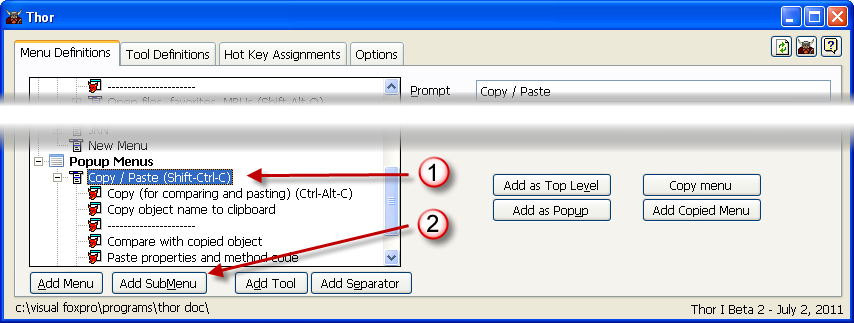 Thor
Menu Definitions Tool Definitions Hot Key Assignments Options
---------------------
Open files, favorites, MRUs (Shift-Alt-O)
Prompt Copy / Paste
New Menu
Popup Menus
Copy / Paste (Shift-Ctrl-C)
1
Copy (for comparing and pasting) (Ctrl-Alt-C)
Add as Top Level Copy menu
Copy object name to clipboard
Add as Popup Add Copied Menu
---------------------
2
Compare with copied object
Paste properties and method code
Add Menu Add SubMenu Add Tool Add Separator
c:\visual foxpro\programs\thor doc\ Thor I Beta 2 - July 2, 2011